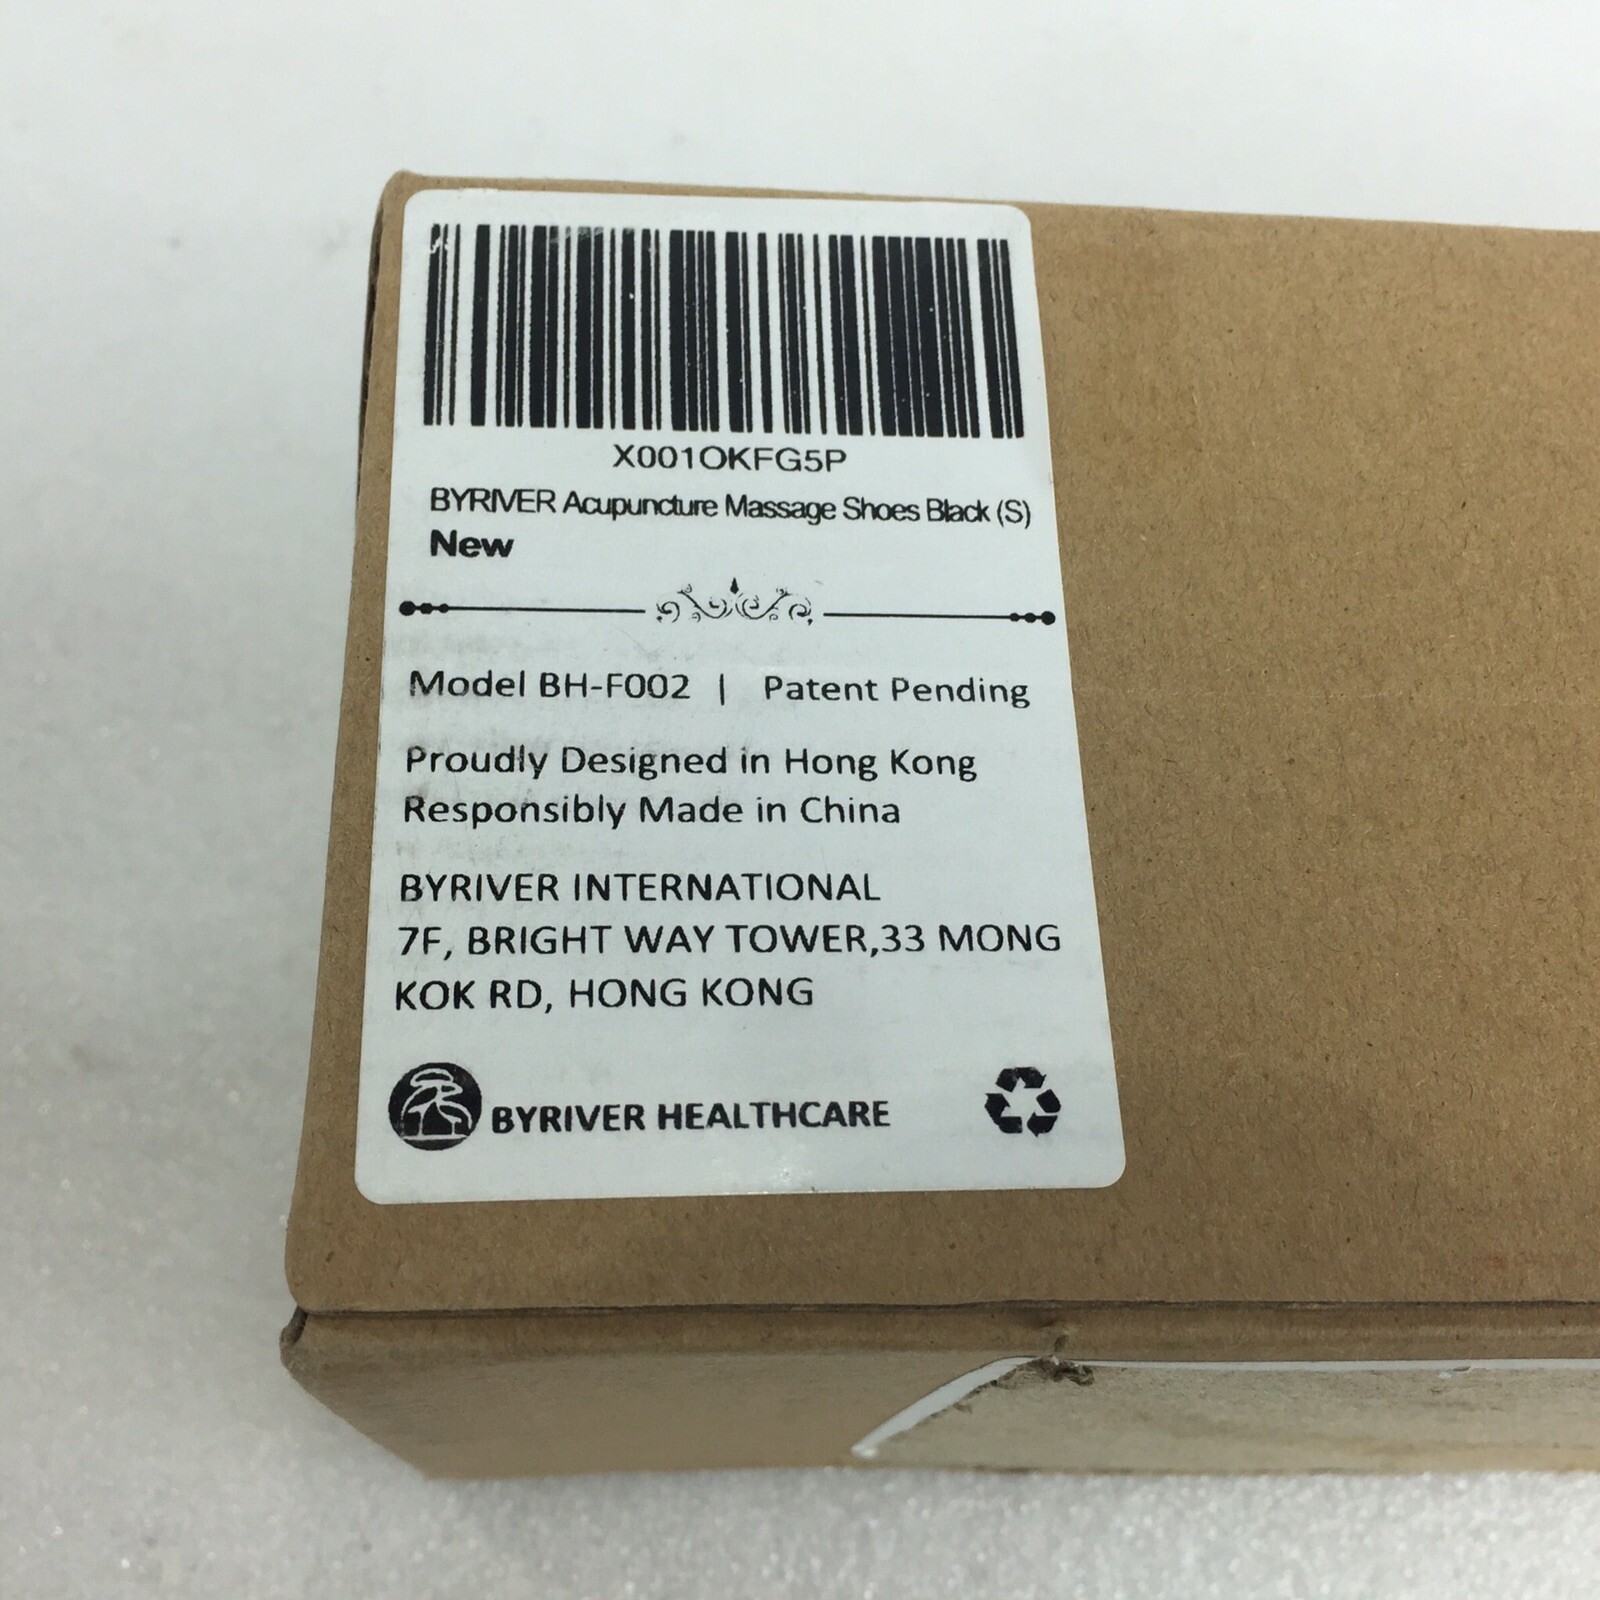 X001OKFG5P
BYRIVER Acupuncture Massage Shoes Black (S)
New
Model BH-F002 | Patent Pending
Proudly Designed in Hong Kong
Responsibly Made in China
BYRIVER INTERNATIONAL
7F, BRIGHT WAY TOWER,33 MONG
KOK RD, HONG KONG
BYRIVER HEALTHCARE